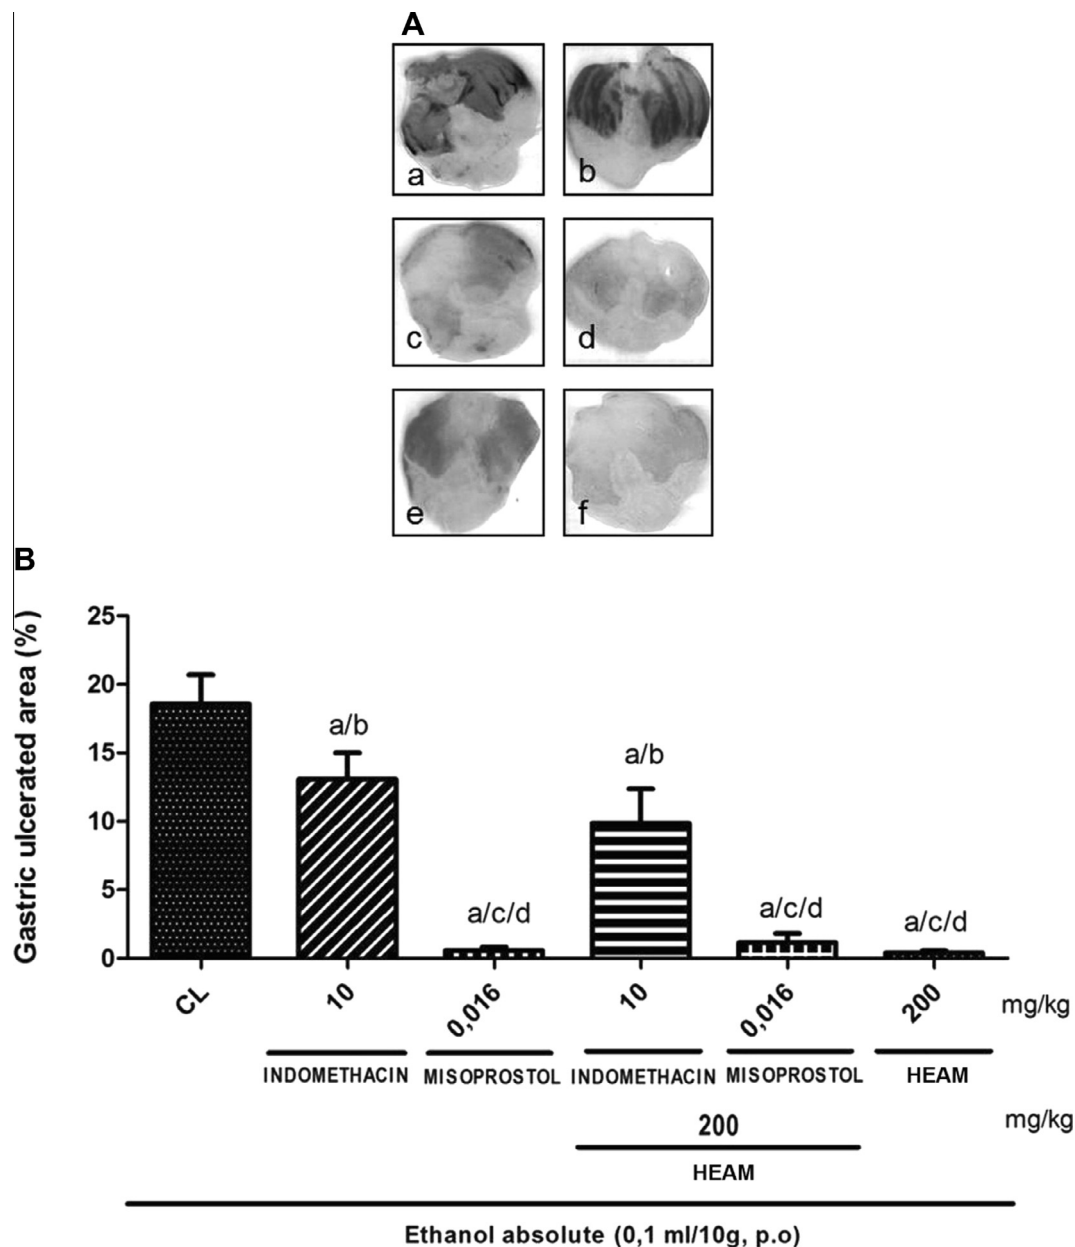 A
a
b
c
d
e
f
B
Gastric ulcerated area (%)
25
20
15
10
5
0
a/b
a/c/d
a/b
a/c/d
a/c/d
CL
10
0,016
10
0,016
200
mg/kg
INDOMETHACIN
MISOPROSTOL
INDOMETHACIN
MISOPROSTOL
HEAM
200
mg/kg
HEAM
Ethanol absolute (0,1 ml/10g, p.o)